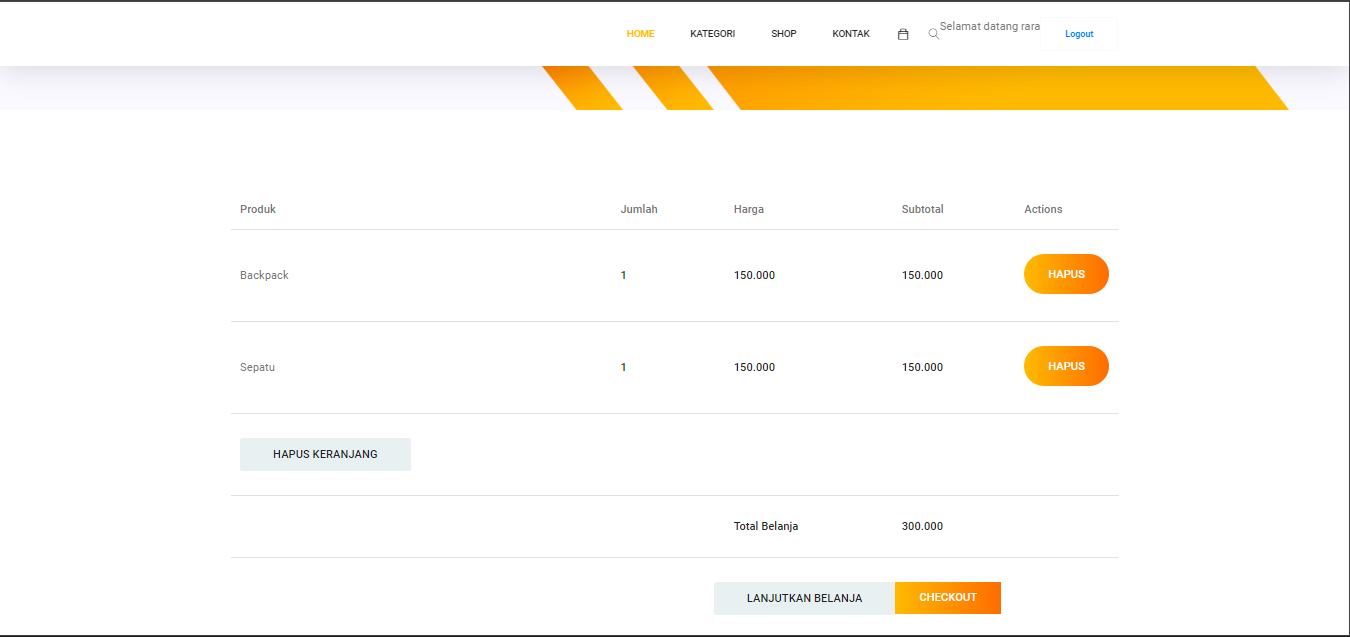 HOME KATEGORI SHOP KONTAK Selamat datang rara Logout
Produk Jumlah Harga Subtotal Actions
Backpack 1 150.000 150.000 HAPUS
Sepatu 1 150.000 150.000 HAPUS
HAPUS KERANJANG
Total Belanja 300.000
LANJUTKAN BELANJA CHECKOUT